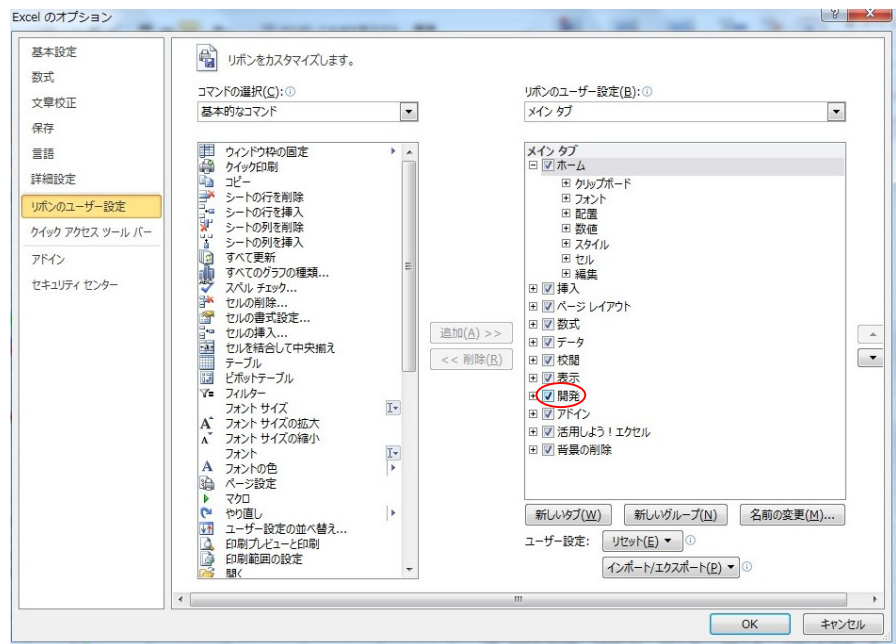 Excel のオプション
基本設定
数式
文章校正
保存
言語
詳細設定
リボンのユーザー設定
クイック アクセス ツール バー
アドイン
セキュリティ センター
リボンをカスタマイズします。
コマンドの選択(C):
基本的なコマンド
ウィンドウ枠の固定
クイック印刷
コピー
シートの行を削除
シートの行を挿入
シートの列を削除
シートの列を挿入
すべて更新
すべてのグラフの種類...
スペル チェック...
セルの削除...
セルの書式設定...
セルの挿入...
セルを結合して中央揃え
テーブル
ピボットテーブル
フィルター
フォント サイズ
フォント サイズの拡大
フォント サイズの縮小
フォント
フォントの色
ページ設定
マクロ
やり直し
ユーザー設定の並べ替え...
印刷プレビューと印刷
印刷範囲の設定
開く
追加(A) >>
<< 削除(R)
リボンのユーザー設定(B):
メイン タブ
メイン タブ
ホーム
クリップボード
フォント
配置
数値
スタイル
セル
編集
挿入
ページ レイアウト
数式
データ
校閲
表示
開発
アドイン
活用しよう！エクセル
背景の削除
新しいタブ(W)
新しいグループ(N)
名前の変更(M)...
ユーザー設定:
リセット(E)
インポート/エクスポート(P)
OK
キャンセル